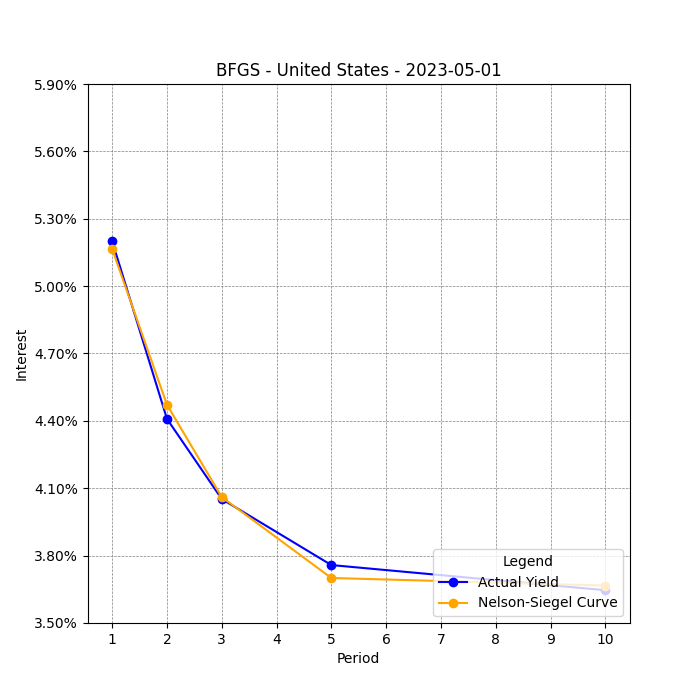 BFGS - United States - 2023-05-01
5.90%
5.60%
5.30%
5.00%
4.70%
4.40%
4.10%
3.80%
3.50%
Interest
Legend
Actual Yield
Nelson-Siegel Curve
1 2 3 4 5 6 7 8 9 10
Period